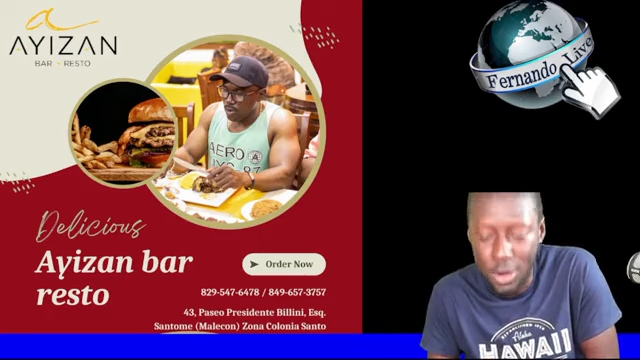 AYIZAN
BAR - RESTO
Fernando Live
AERO
87
Delicious
Ayizan bar
resto
Order Now
829-547-6478 / 849-657-3757
43, Paseo Presidente Billini, Esq.
Santome (Malecon) Zona Colonia Santo
Aloha
HAWAII